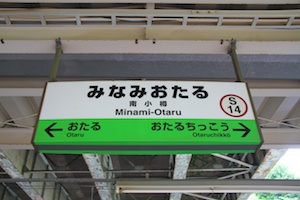 みなみおたる
南小樽
Minami-Otaru
S
14
← おたる おたるちっこう →
Otaru Otaruchikkō